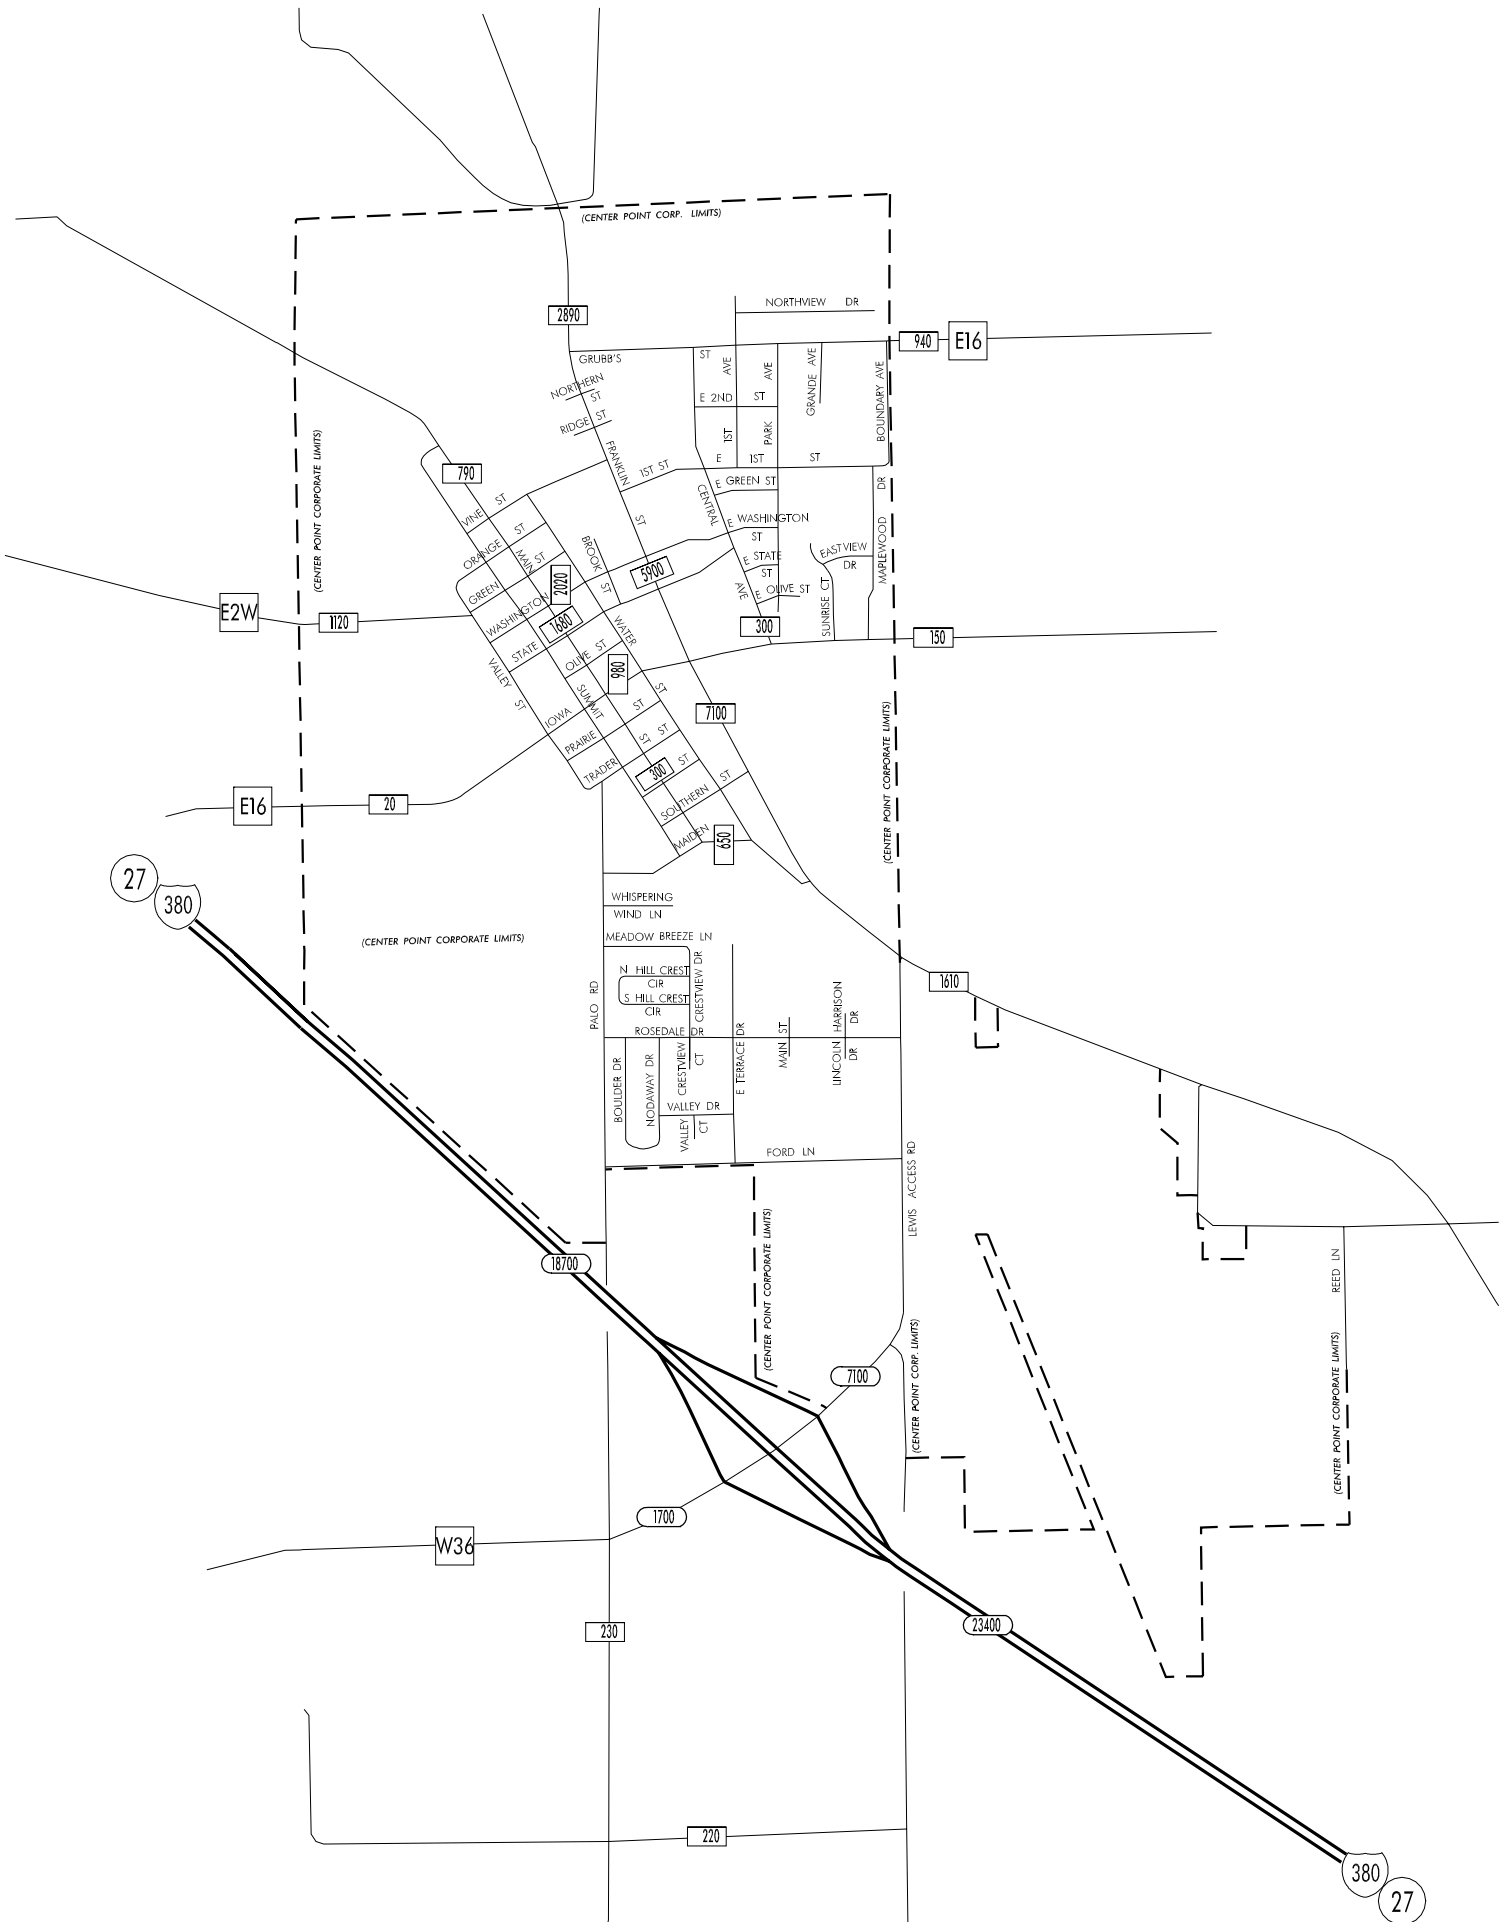 (CENTER POINT CORP. LIMITS)
NORTHVIEW DR
2890
940
E16
GRUBB'S
ST
AVE
AVE
GRANDE AVE
BOUNDARY AVE
NORTHERN
ST
E 2ND ST
RIDGE ST
FRANKLIN
ST
1ST
PARK
(CENTER POINT CORPORATE LIMITS)
790
1ST ST
E 1ST ST
E GREEN ST
CENTRAL
AVE
MAPLEWOOD DR
VINE ST
ORANGE ST
MAIN ST
BROOK
ST
E WASHINGTON
ST
EASTVIEW
DR
E STATE
ST
E OLIVE ST
SUNRISE CT
GREEN
2020
5900
E2W
1120
WASHINGTON
1680
WATER
ST
300
150
STATE
OLIVE ST
VALLEY
ST
980
SUMMIT
ST
IOWA
ST
7100
PRAIRIE
ST
TRADER
300
ST
SOUTHERN ST
E16
20
MAIDEN
650
(CENTER POINT CORPORATE LIMITS)
27
380
WHISPERING
WIND LN
(CENTER POINT CORPORATE LIMITS)
MEADOW BREEZE LN
N HILL CREST
CIR
S HILL CREST
CIR
CRESTVIEW DR
PALO RD
1610
ROSEDALE DR
E TERRACE DR
MAIN ST
HARRISON
DR
LINCOLN
DR
BOULDER DR
NODAWAY DR
CRESTVIEW
CT
VALLEY DR
VALLEY
CT
FORD LN
LEWIS ACCESS RD
(CENTER POINT CORPORATE LIMITS)
18700
REED LN
7100
(CENTER POINT CORP. LIMITS)
(CENTER POINT CORPORATE LIMITS)
1700
W36
230
23400
220
380
27